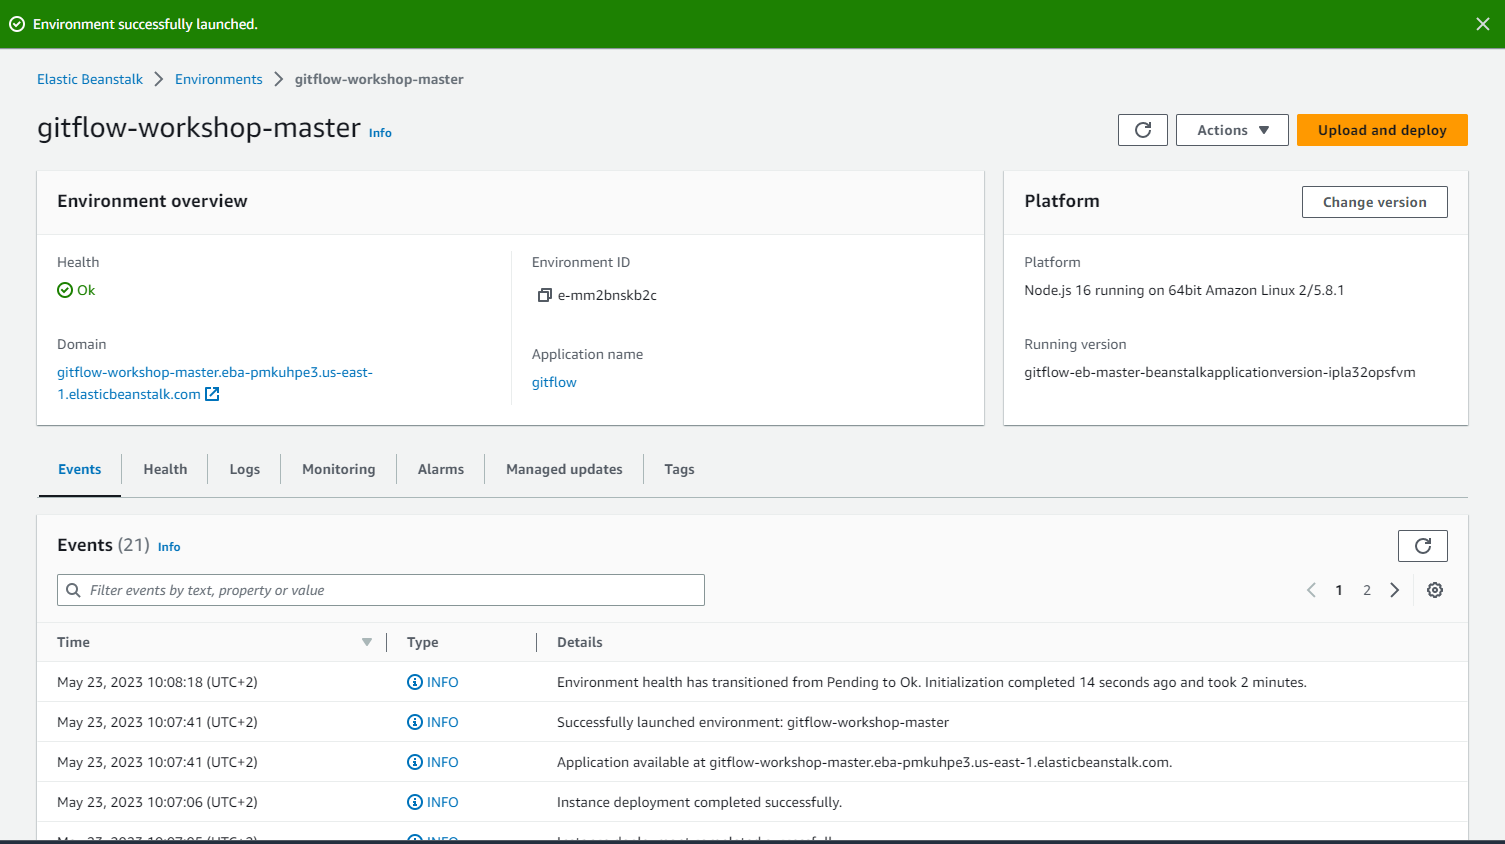 Environment successfully launched.
Elastic Beanstalk Environments gitflow-workshop-master
gitflow-workshop-master Info
Actions Upload and deploy
Environment overview
Health
Ok
Domain
gitflow-workshop-master.eba-pmkuhpe3.us-east-
1.elasticbeanstalk.com
Environment ID
e-mm2bnskb2c
Application name
gitflow
Platform Change version
Platform
Node.js 16 running on 64bit Amazon Linux 2/5.8.1
Running version
gitflow-eb-master-beanstalkapplicationversion-ipla32opsfvm
Events Health Logs Monitoring Alarms Managed updates Tags
Events (21) Info
Filter events by text, property or value
1 2
Time Type Details
May 23, 2023 10:08:18 (UTC+2) INFO Environment health has transitioned from Pending to Ok. Initialization completed 14 seconds ago and took 2 minutes.
May 23, 2023 10:07:41 (UTC+2) INFO Successfully launched environment: gitflow-workshop-master
May 23, 2023 10:07:41 (UTC+2) INFO Application available at gitflow-workshop-master.eba-pmkuhpe3.us-east-1.elasticbeanstalk.com.
May 23, 2023 10:07:06 (UTC+2) INFO Instance deployment completed successfully.